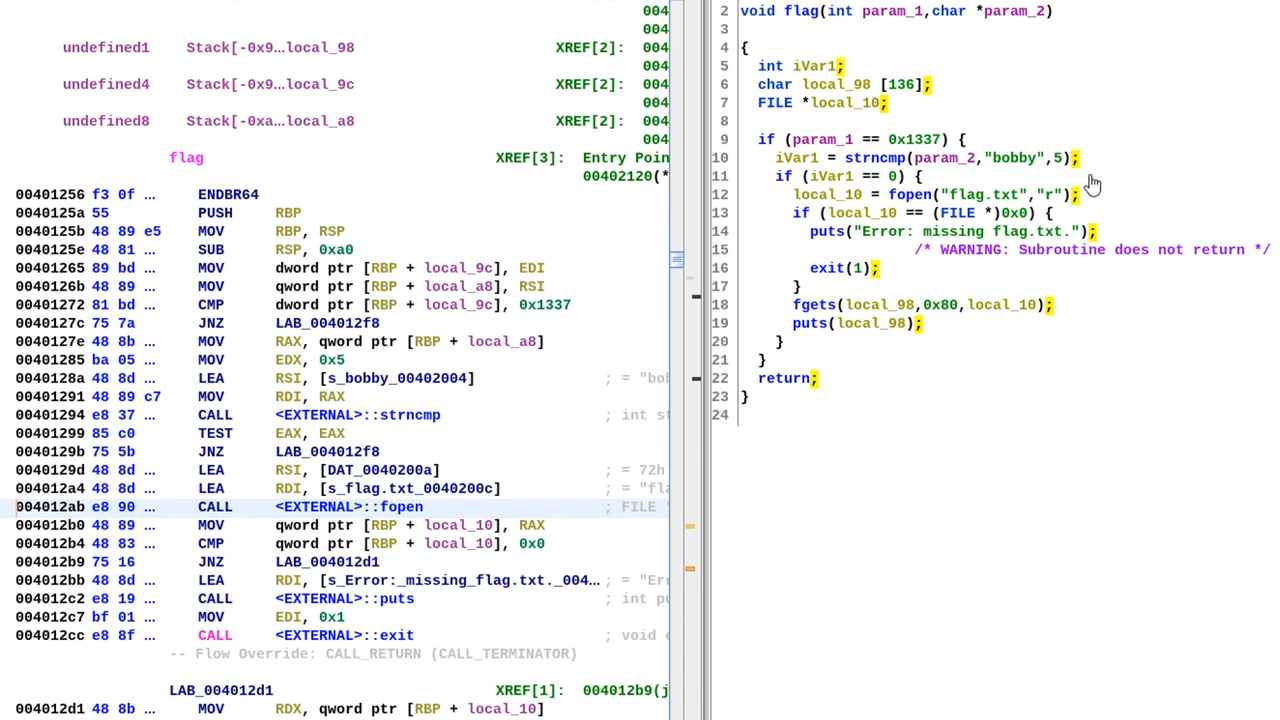 004
004
undefined1 Stack[-0x9...local_98 XREF[2]: 004
004
undefined4 Stack[-0x9...local_9c XREF[2]: 004
004
undefined8 Stack[-0xa...local_a8 XREF[2]: 004
004
flag XREF[3]: Entry Poin
00402120(*
00401256 f3 0f ... ENDBR64
0040125a 55 PUSH RBP
0040125b 48 89 e5 MOV RBP, RSP
0040125e 48 81 ... SUB RSP, 0xa0
00401265 89 bd ... MOV dword ptr [RBP + local_9c], EDI
0040126b 48 89 ... MOV qword ptr [RBP + local_a8], RSI
00401272 81 bd ... CMP dword ptr [RBP + local_9c], 0x1337
0040127c 75 7a JNZ LAB_004012f8
0040127e 48 8b ... MOV RAX, qword ptr [RBP + local_a8]
00401285 ba 05 ... MOV EDX, 0x5
0040128a 48 8d ... LEA RSI, [s_bobby_00402004] ; = "bob
00401291 48 89 c7 MOV RDI, RAX
00401294 e8 37 ... CALL <EXTERNAL>::strncmp ; int st
00401299 85 c0 TEST EAX, EAX
0040129b 75 5b JNZ LAB_004012f8
0040129d 48 8d ... LEA RSI, [DAT_0040200a] ; = 72h
004012a4 48 8d ... LEA RDI, [s_flag.txt_0040200c] ; = "fla
004012ab e8 90 ... CALL <EXTERNAL>::fopen ; FILE *
004012b0 48 89 ... MOV qword ptr [RBP + local_10], RAX
004012b4 48 83 ... CMP qword ptr [RBP + local_10], 0x0
004012b9 75 16 JNZ LAB_004012d1
004012bb 48 8d ... LEA RDI, [s_Error:_missing_flag.txt._004... ; = "Err
004012c2 e8 19 ... CALL <EXTERNAL>::puts ; int pu
004012c7 bf 01 ... MOV EDI, 0x1
004012cc e8 8f ... CALL <EXTERNAL>::exit ; void e
-- Flow Override: CALL_RETURN (CALL_TERMINATOR)
LAB_004012d1 XREF[1]: 004012b9(j
004012d1 48 8b ... MOV RDX, qword ptr [RBP + local_10]
2 void flag(int param_1,char *param_2)
3
4 {
5 int iVar1;
6 char local_98 [136];
7 FILE *local_10;
8
9 if (param_1 == 0x1337) {
10 iVar1 = strncmp(param_2,"bobby",5);
11 if (iVar1 == 0) {
12 local_10 = fopen("flag.txt","r");
13 if (local_10 == (FILE *)0x0) {
14 puts("Error: missing flag.txt.");
15 /* WARNING: Subroutine does not return */
16 exit(1);
17 }
18 fgets(local_98,0x80,local_10);
19 puts(local_98);
20 }
21 }
22 return;
23 }
24